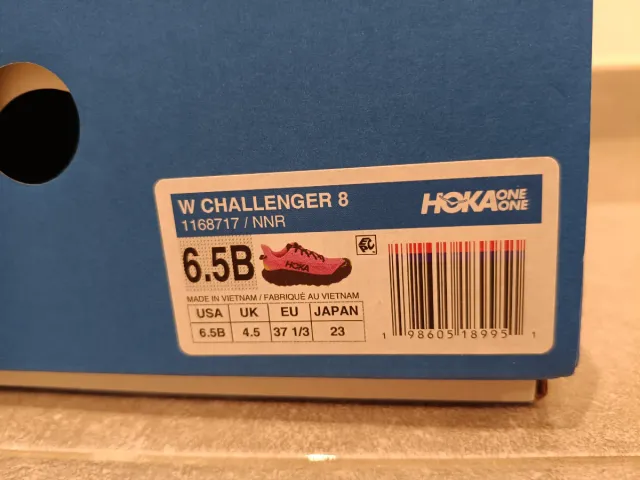 W CHALLENGER 8
1168717 / NNR
HOKA ONE ONE
6.5B
HOKA
MADE IN VIETNAM / FABRIQUÉ AU VIETNAM
USA UK EU JAPAN
6.5B 4.5 37 1/3 23
1 98605 18995 1